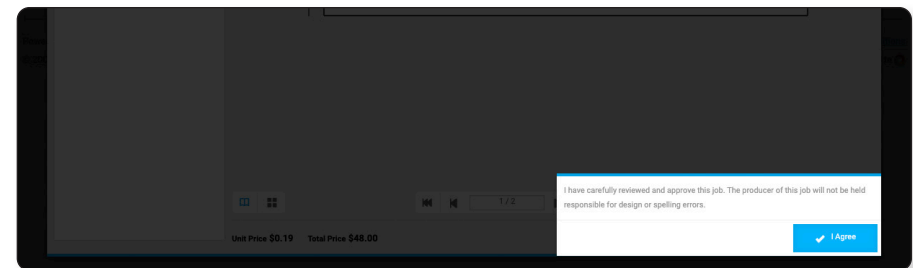 I have carefully reviewed and approve this job. The producer of this job will not be held
responsible for design or spelling errors.
1 / 2
I Agree
Unit Price $0.19 Total Price $48.00